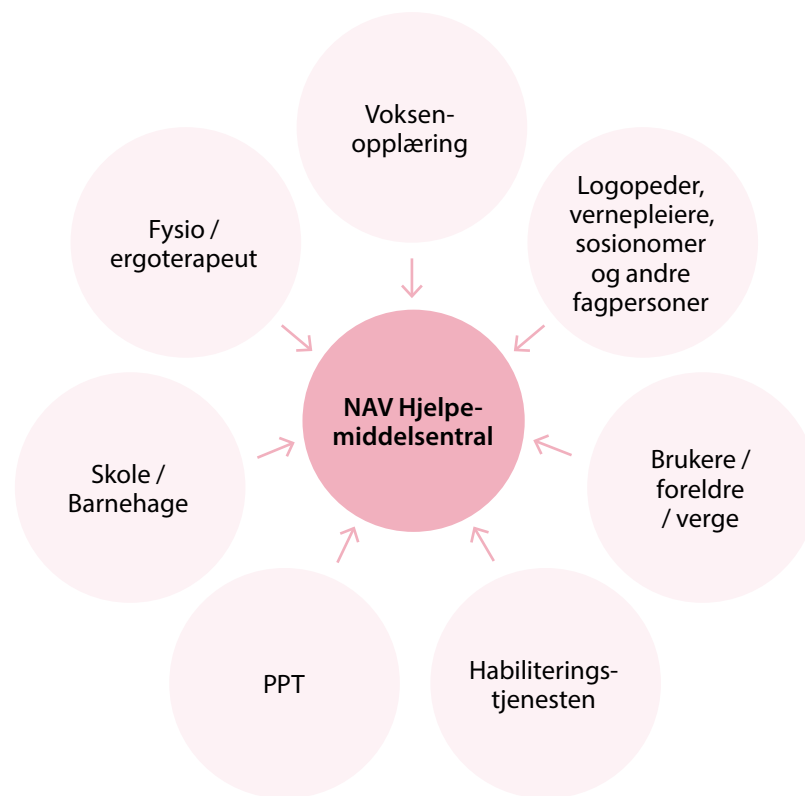 Voksen-
opplæring
Logopeder,
vernepleiere,
sosionomer
og andre
fagpersoner
Fysio /
ergoterapeut
NAV Hjelpe-
middelsentral
Brukere /
foreldre
/ verge
Skole /
Barnehage
Habiliterings-
tjenesten
PPT